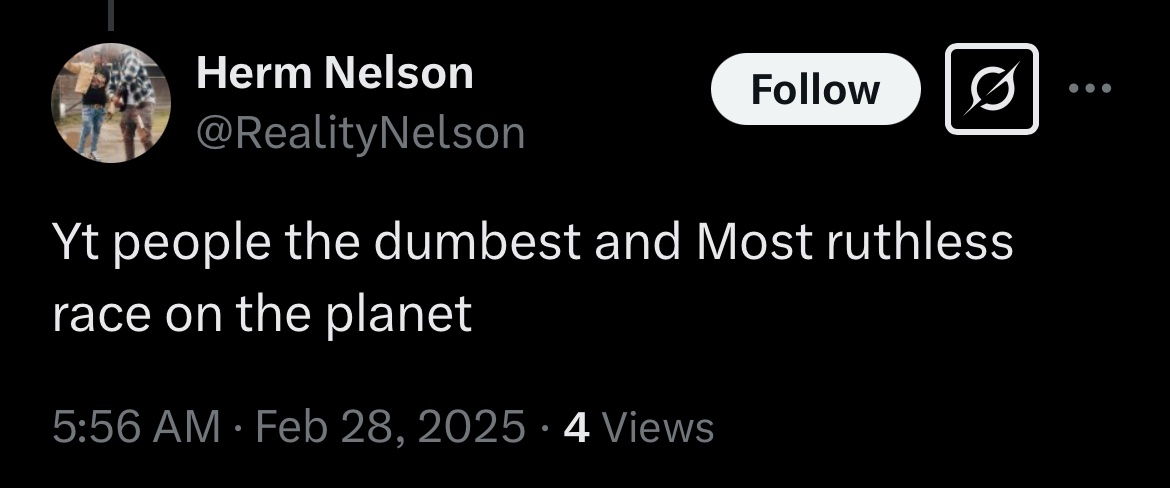 Herm Nelson
Follow
@RealityNelson
Yt people the dumbest and Most ruthless
race on the planet
5:56 AM · Feb 28, 2025 · 4 Views